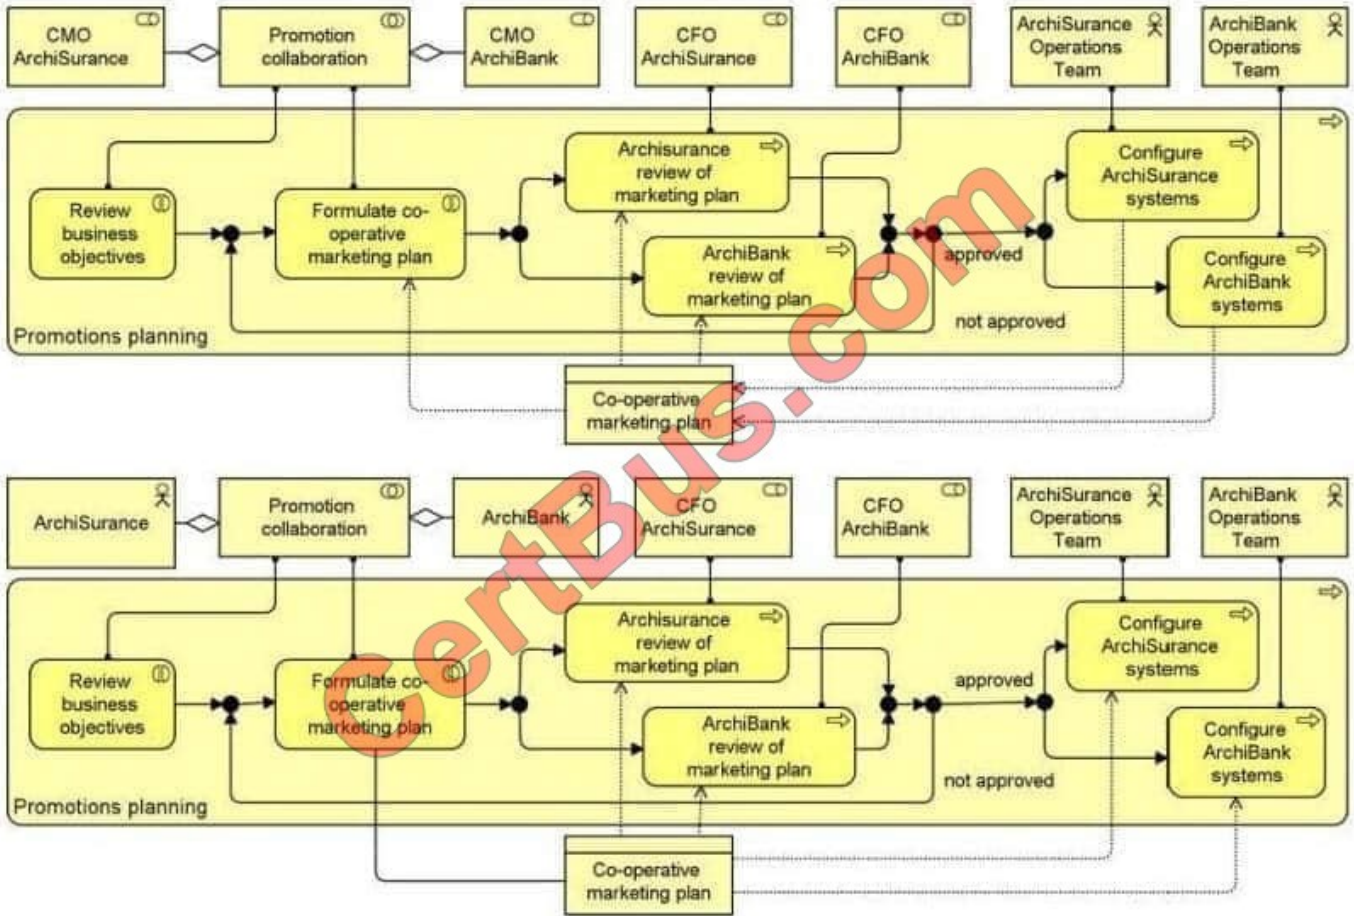 CMO
ArchiSurance
Promotion
collaboration
CMO
ArchiBank
CFO
ArchiSurance
CFO
ArchiBank
ArchiSurance
Operations
Team
ArchiBank
Operations
Team
Review
business
objectives
Formulate co-
operative
marketing plan
Archisurance
review of
marketing plan
ArchiBank
review of
marketing plan
approved
not approved
Configure
ArchiSurance
systems
Configure
ArchiBank
systems
Promotions planning
Co-operative
marketing plan
CertBus.com
ArchiSurance
Promotion
collaboration
ArchiBank
CFO
ArchiSurance
CFO
ArchiBank
ArchiSurance
Operations
Team
ArchiBank
Operations
Team
Review
business
objectives
Formulate co-
operative
marketing plan
Archisurance
review of
marketing plan
ArchiBank
review of
marketing plan
approved
not approved
Configure
ArchiSurance
systems
Configure
ArchiBank
systems
Promotions planning
Co-operative
marketing plan